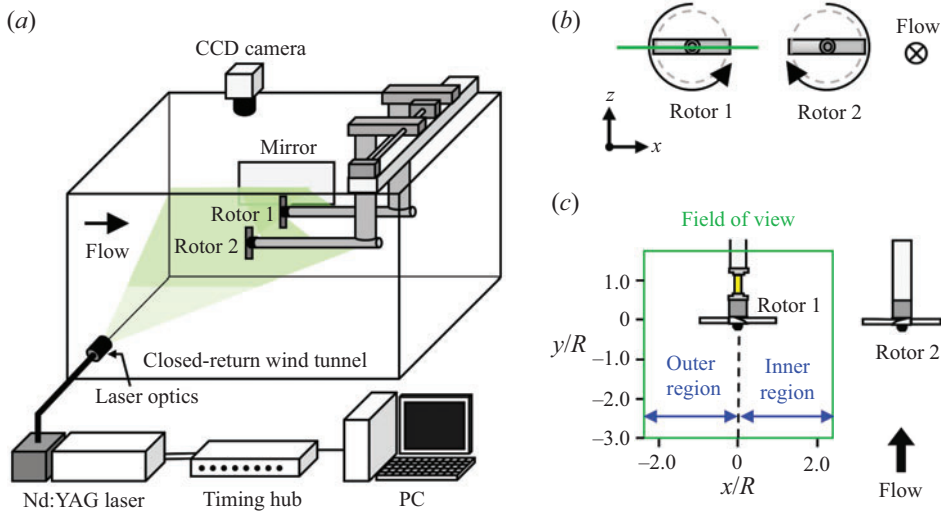 (a)
CCD camera
Mirror
Rotor 1
Rotor 2
Flow
Closed-return wind tunnel
Laser optics
Nd:YAG laser
Timing hub
PC
(b)
Flow
Rotor 1
Rotor 2
z
x
(c)
Field of view
1.0
0
–1.0
–2.0
–3.0
y/R
Rotor 1
Rotor 2
Outer
region
Inner
region
–2.0
0
2.0
x/R
Flow